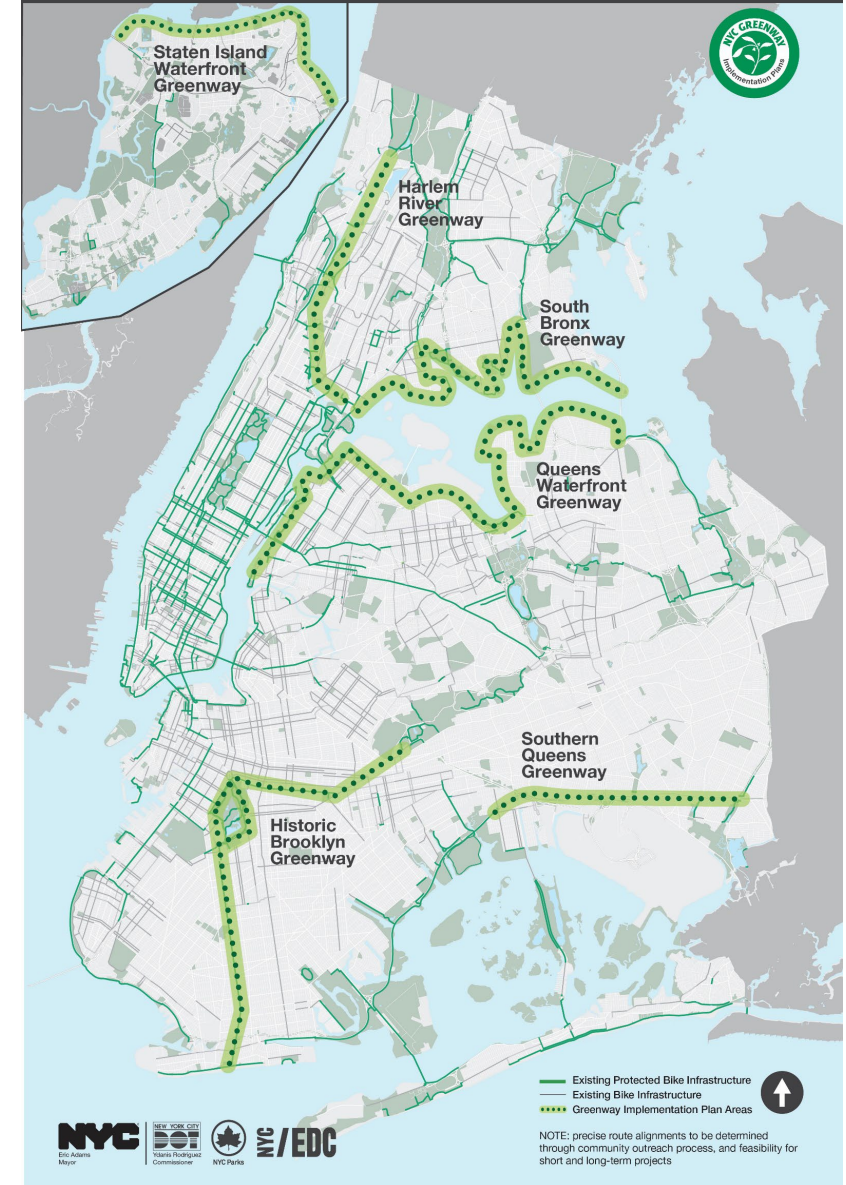 Staten Island
Waterfront
Greenway
NYC GREENWAY
Implementation Plans
Harlem
River
Greenway
South
Bronx
Greenway
Queens
Waterfront
Greenway
Southern
Queens
Greenway
Historic
Brooklyn
Greenway
Existing Protected Bike Infrastructure
Existing Bike Infrastructure
Greenway Implementation Plan Areas
NOTE: precise route alignments to be determined
through community outreach process, and feasibility for
short and long-term projects
NYC
Eric Adams
Mayor
NEW YORK CITY
DOT
Ydanis Rodriguez
Commissioner
NYC Parks
NYC/EDC